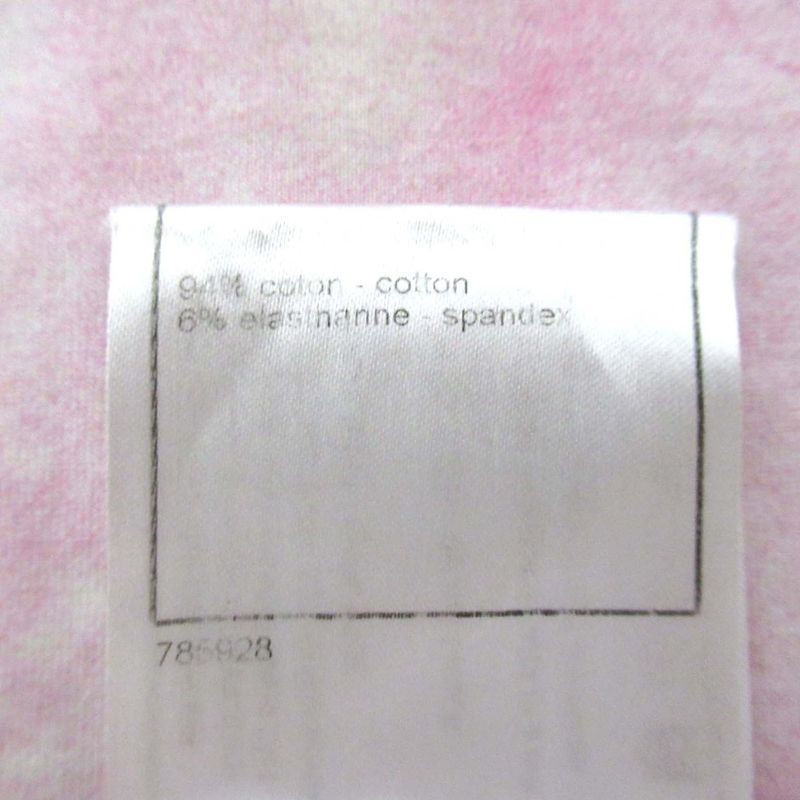 94% coton - cotton
6% elasthanne - spandex
785928